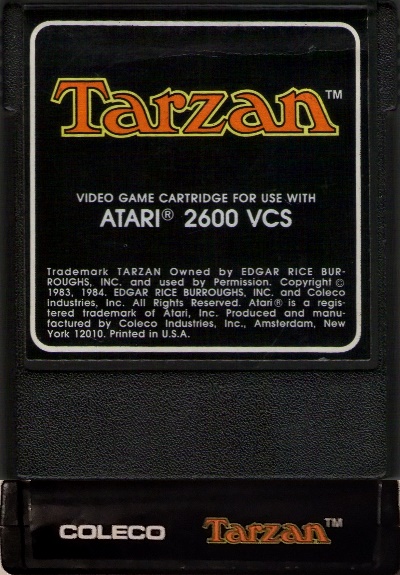 Tarzan™
VIDEO GAME CARTRIDGE FOR USE WITH
ATARI® 2600 VCS
Trademark TARZAN Owned by EDGAR RICE BUR-
ROUGHS, INC. and used by Permission. Copyright ©
1983, 1984. EDGAR RICE BURROUGHS, INC. and Coleco
Industries, Inc. All Rights Reserved. Atari® is a regis-
tered trademark of Atari, Inc. Produced and manu-
factured by Coleco Industries, Inc., Amsterdam, New
York 12010. Printed in U.S.A.
COLECO Tarzan™